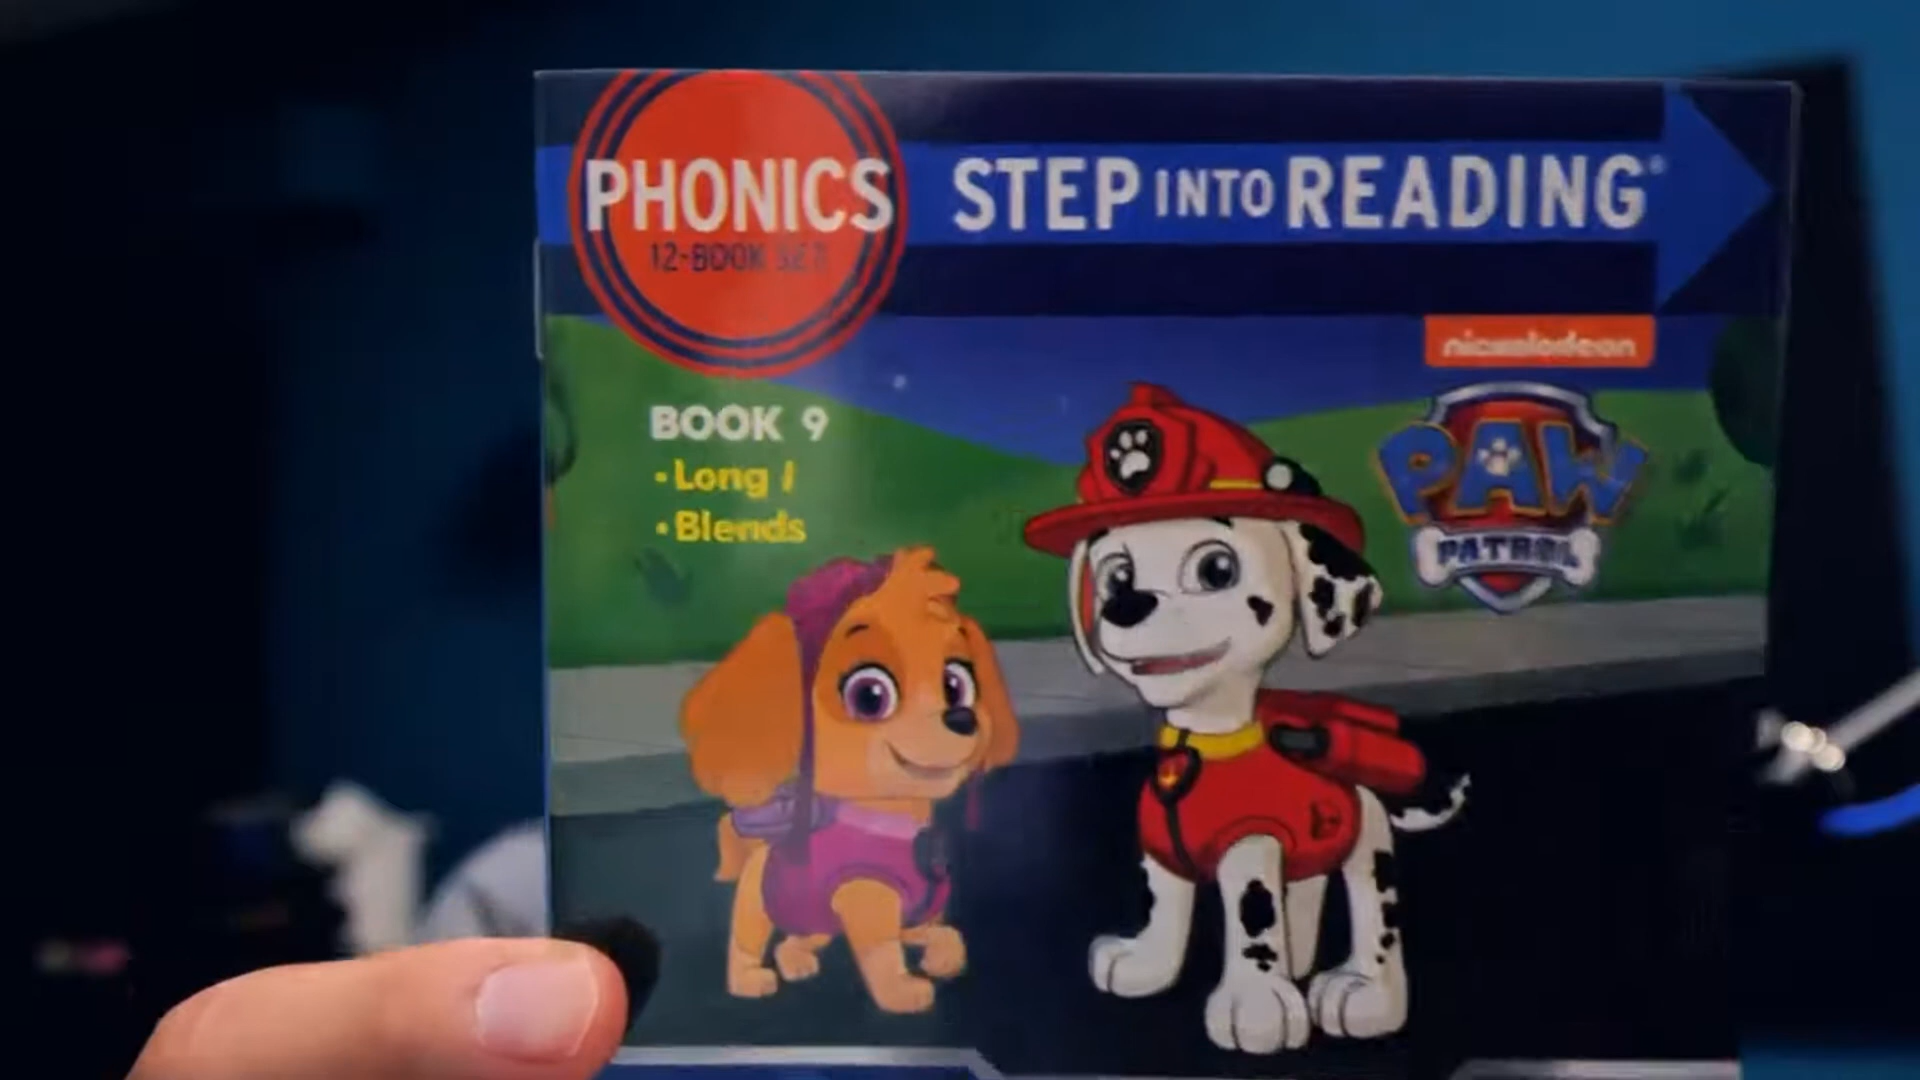 PHONICS
12-BOOK SET
STEP INTO READING®
nickelodeon
PAW
PATROL
BOOK 9
• Long I
• Blends